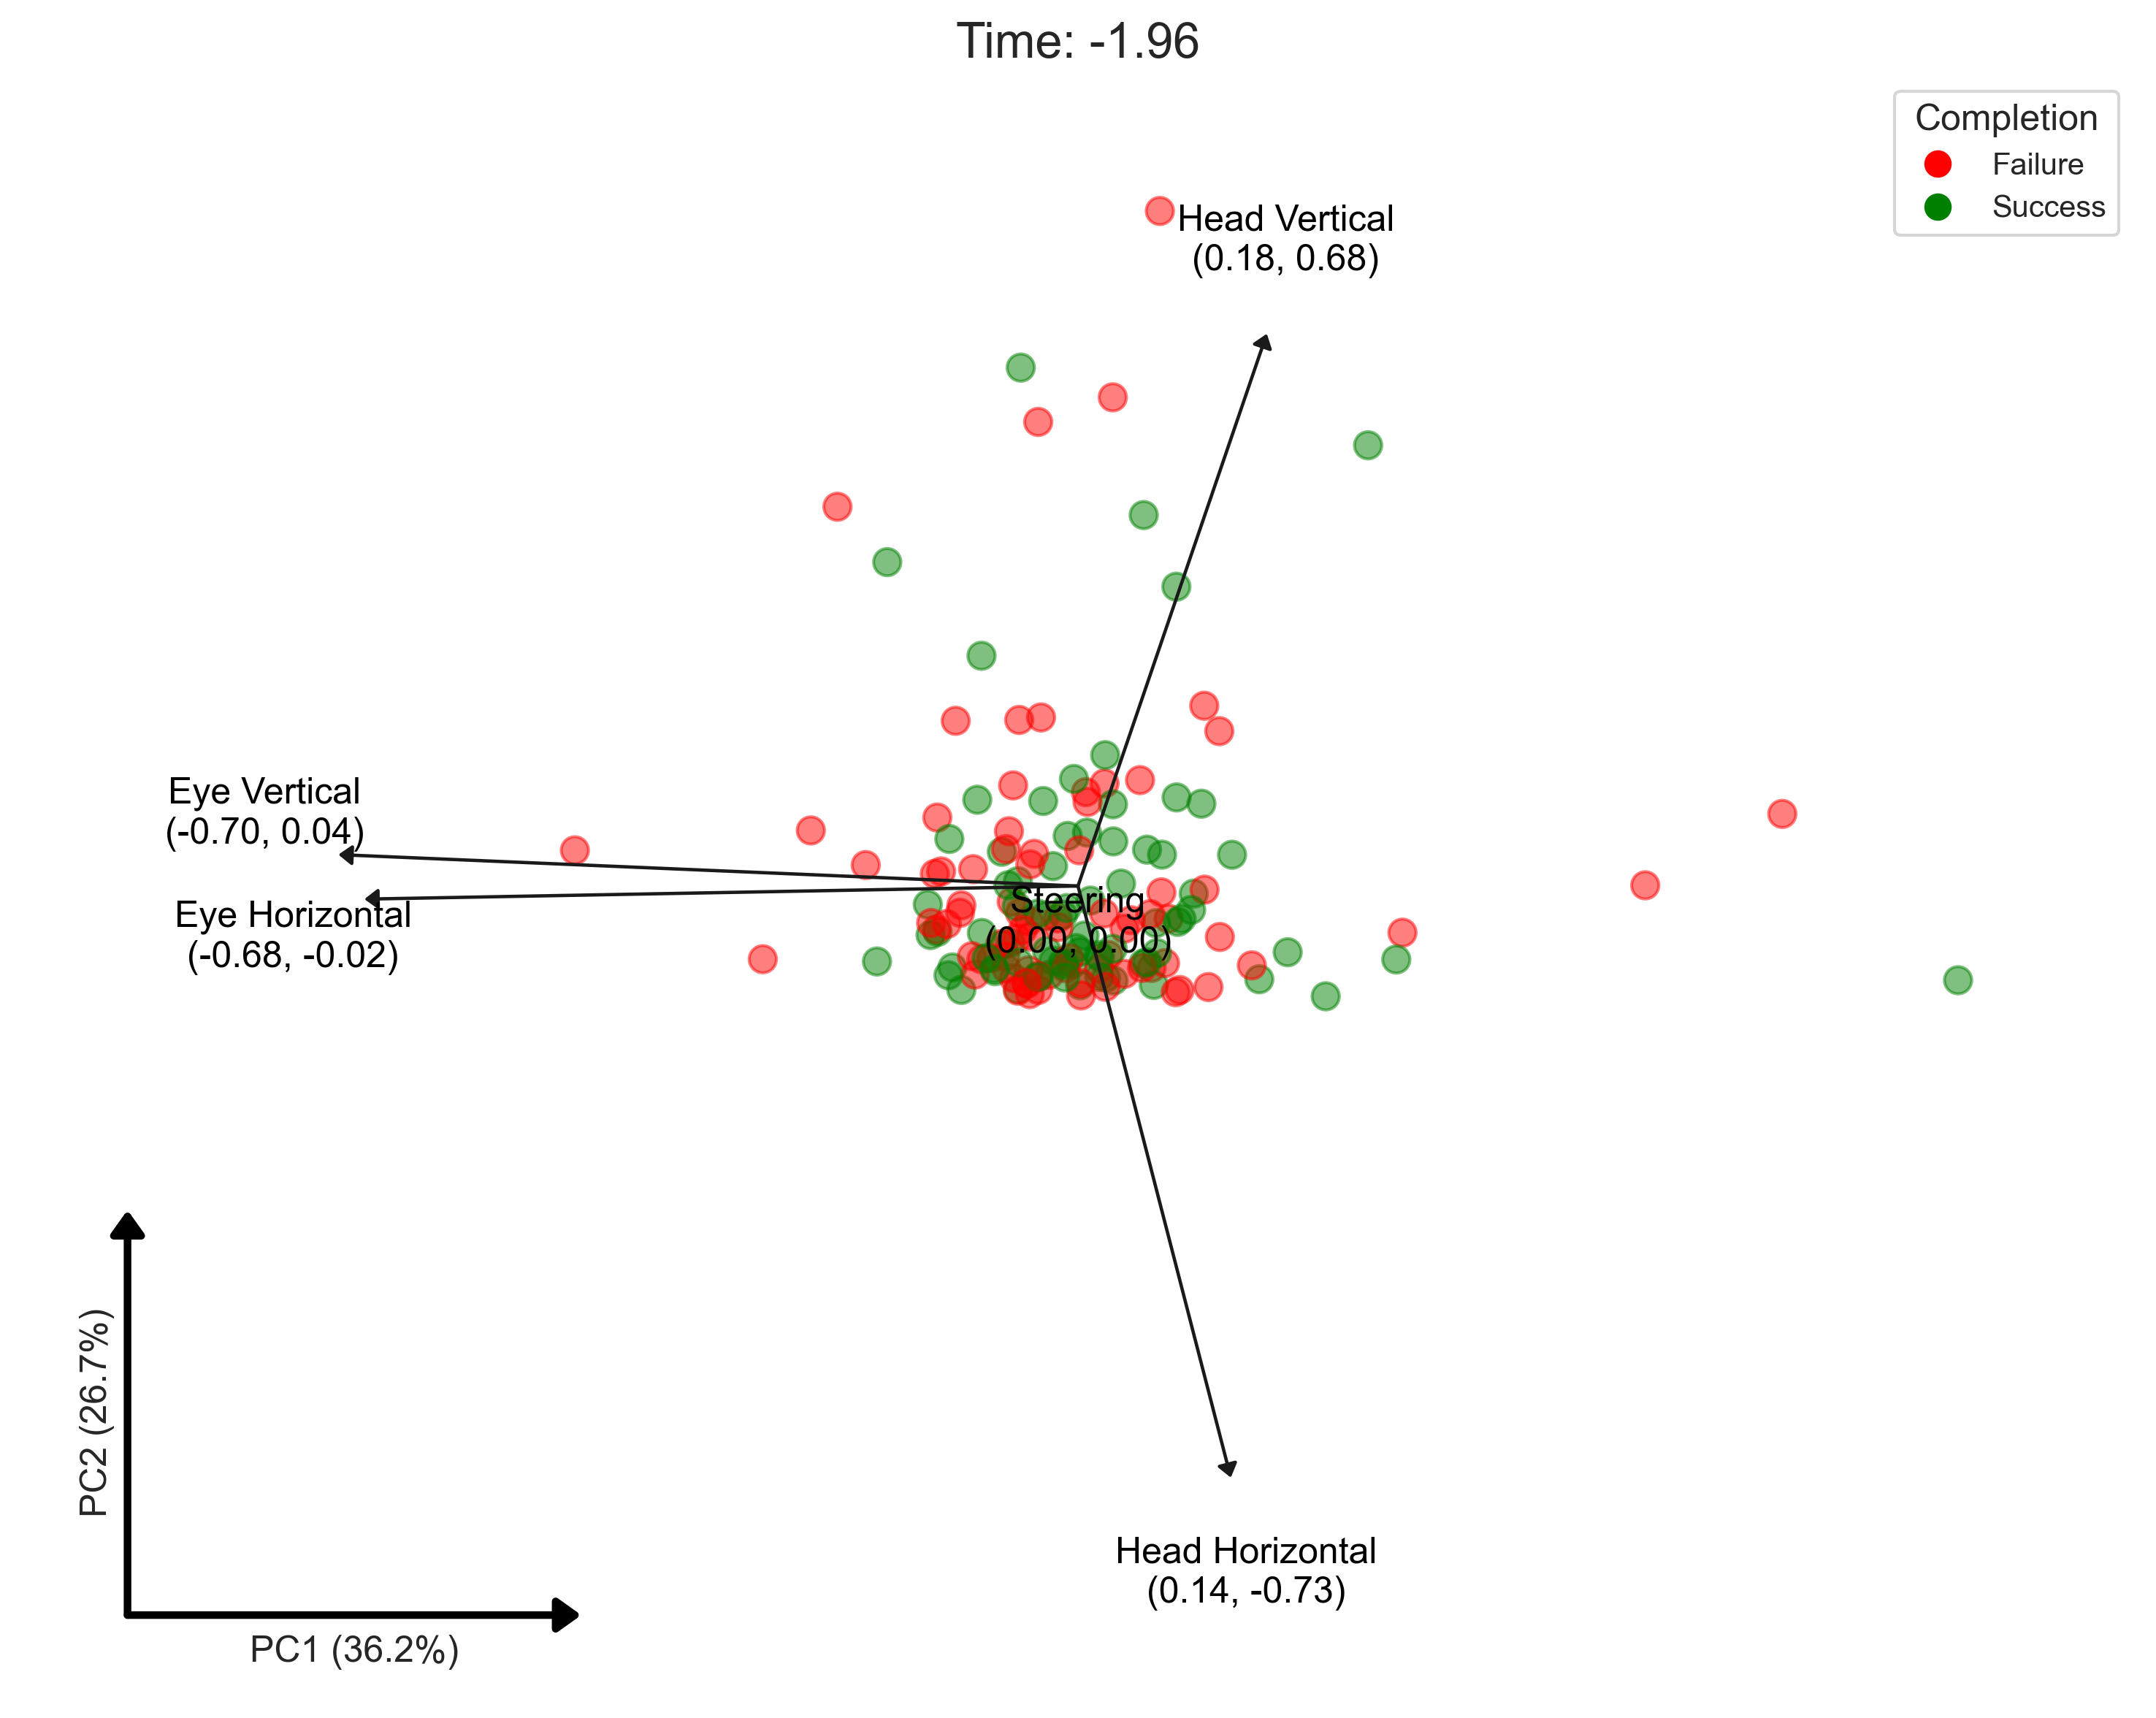 Time: -1.96
Completion
Failure
Success
Head Vertical
(0.18, 0.68)
Eye Vertical
(-0.70, 0.04)
Eye Horizontal
(-0.68, -0.02)
Steering
(0.00, 0.00)
Head Horizontal
(0.14, -0.73)
PC2 (26.7%)
PC1 (36.2%)